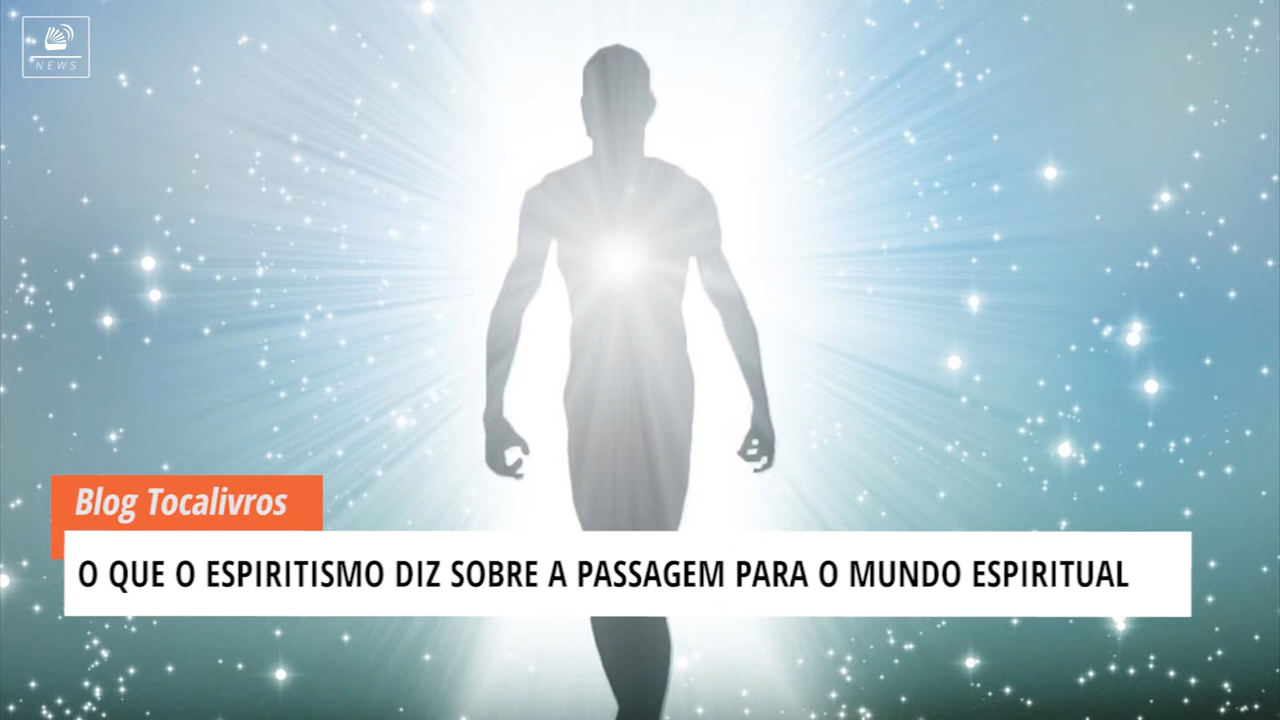 NEWS
Blog Tocalivros
O QUE O ESPIRITISMO DIZ SOBRE A PASSAGEM PARA O MUNDO ESPIRITUAL